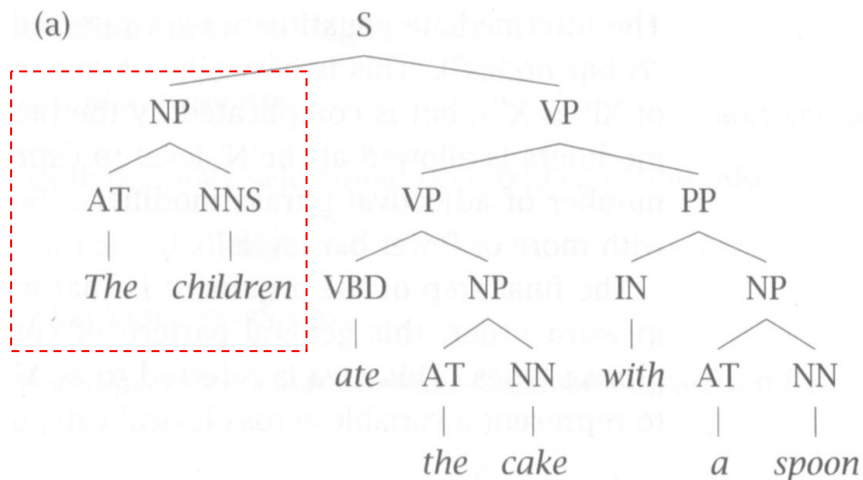 (a) S
NP VP
AT NNS VP PP
The children VBD NP IN NP
ate AT NN with AT NN
the cake a spoon